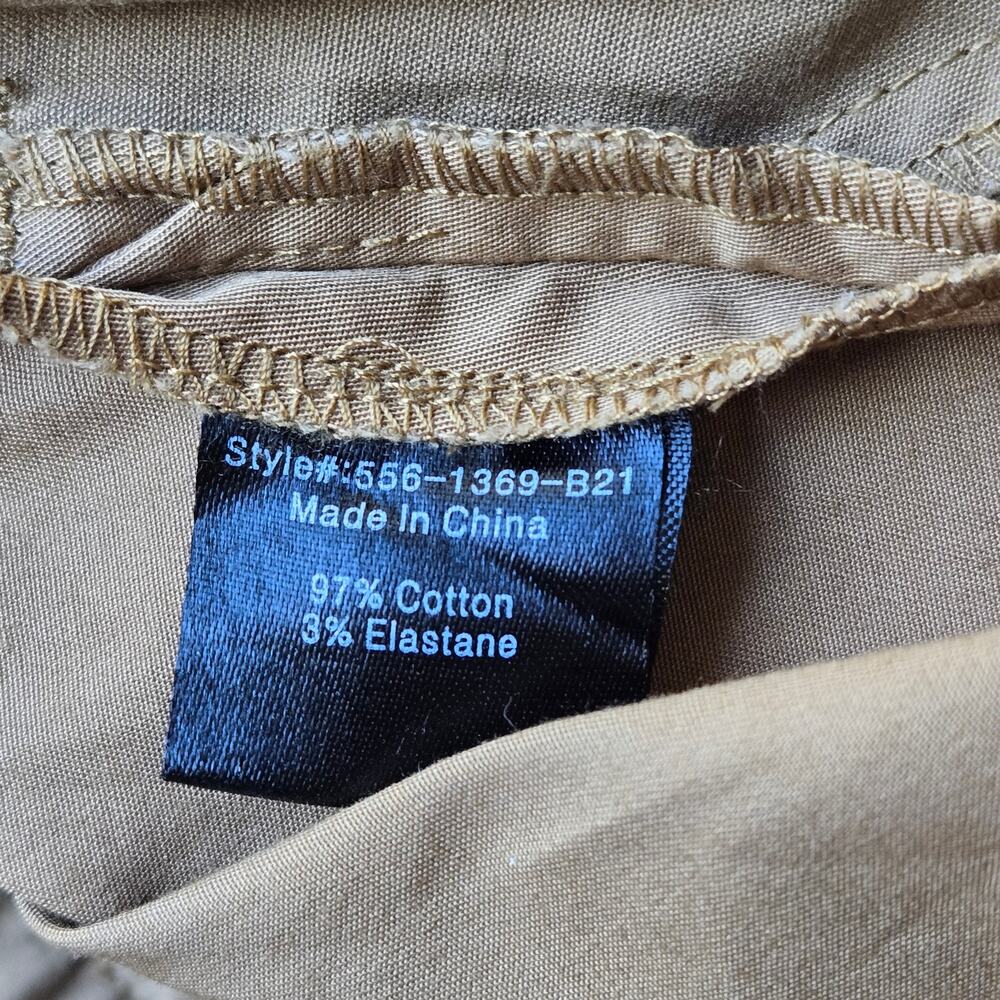 Style#:556-1369-B21
Made In China
97% Cotton
3% Elastane